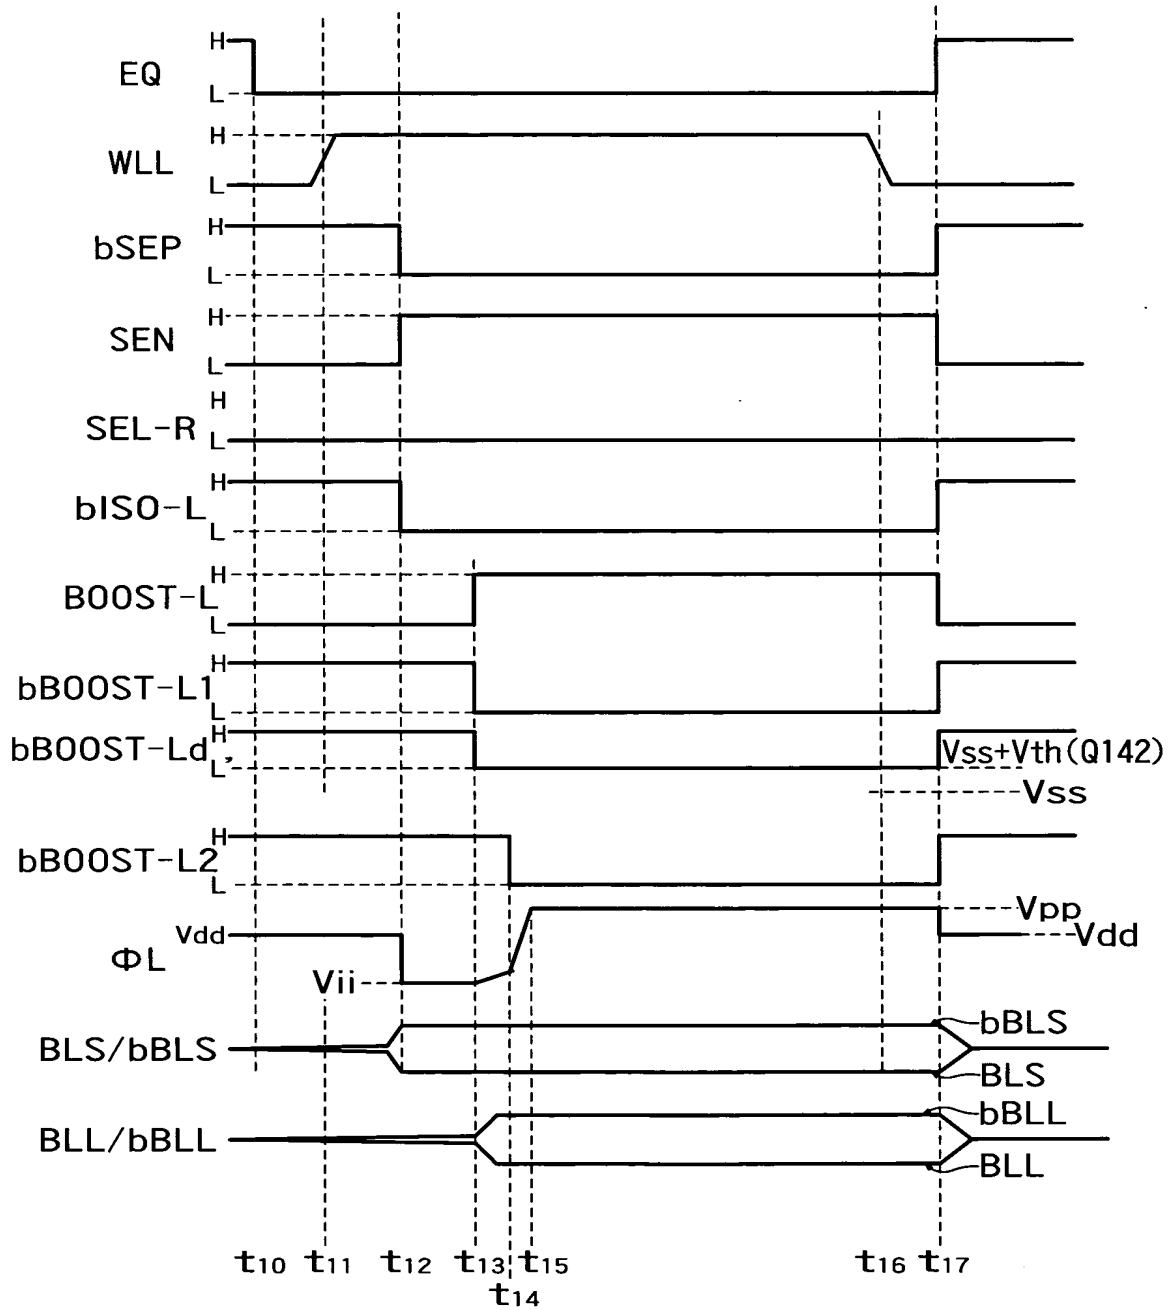 H
EQ
L
H
WLL
L
H
bSEP
L
H
SEN
L
H
SEL-R
L
H
bISO-L
L
H
BOOST-L
L
H
bBOOST-L1
L
H
bBOOST-Ld
L
Vss+Vth(Q142)
Vss
H
bBOOST-L2
L
Vpp
Vdd
Vdd
ΦL
Vii
bBLS
BLS/bBLS
BLS
bBLL
BLL/bBLL
BLL
t10 t11 t12 t13 t15 t16 t17
t14